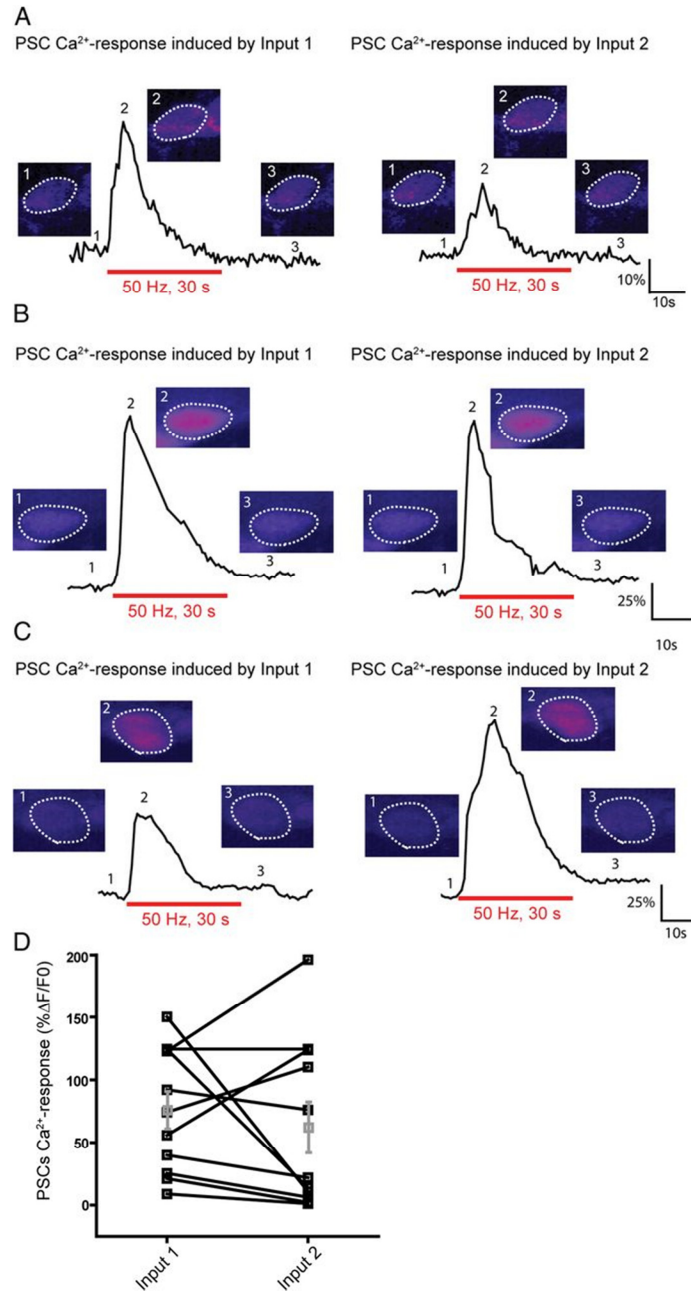 A
PSC Ca²⁺-response induced by Input 1
PSC Ca²⁺-response induced by Input 2
2
2
2
2
1
3
1
3
1
3
1
3
50 Hz, 30 s
50 Hz, 30 s
10%
10s
B
PSC Ca²⁺-response induced by Input 1
PSC Ca²⁺-response induced by Input 2
2
2
2
2
1
3
1
3
1
3
1
3
50 Hz, 30 s
50 Hz, 30 s
25%
10s
C
PSC Ca²⁺-response induced by Input 1
PSC Ca²⁺-response induced by Input 2
2
2
2
2
1
3
1
3
1
3
1
3
50 Hz, 30 s
50 Hz, 30 s
25%
10s
D
PSCs Ca²⁺-response (%ΔF/F0)
200
150
100
50
0
Input 1
Input 2